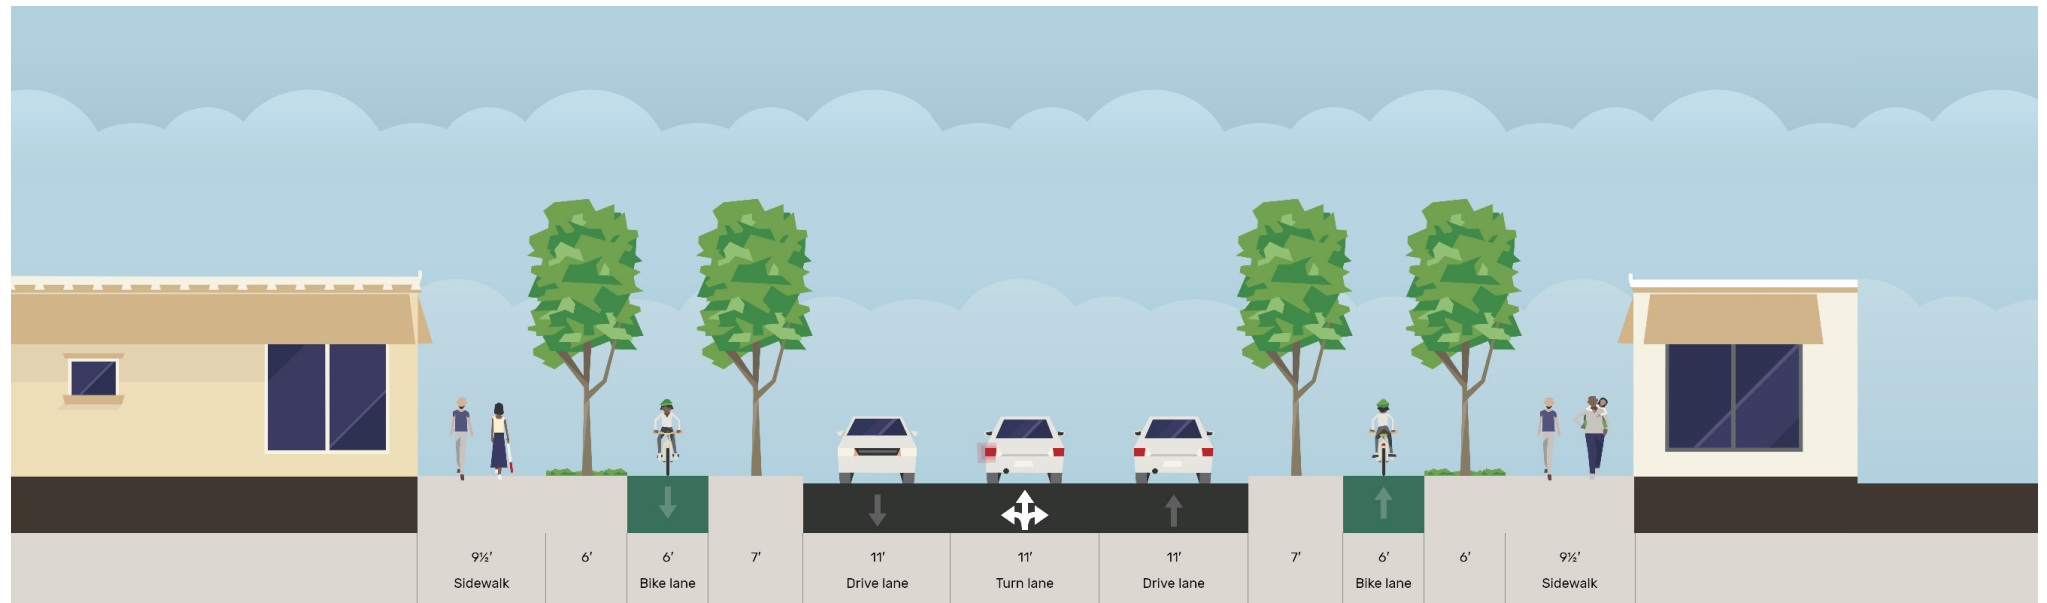 9½′ 6′ 6′ 7′ 11′ 11′ 11′ 7′ 6′ 6′ 9½′
Sidewalk Bike lane Drive lane Turn lane Drive lane Bike lane Sidewalk